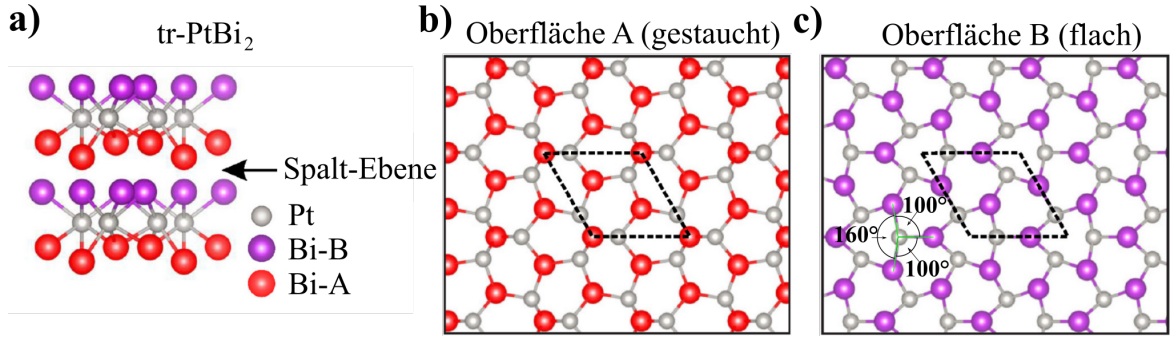 a)
tr-PtBi₂
Spalt-Ebene
Pt
Bi-B
Bi-A
b)
Oberfläche A (gestaucht)
c)
Oberfläche B (flach)
100°
160°
100°